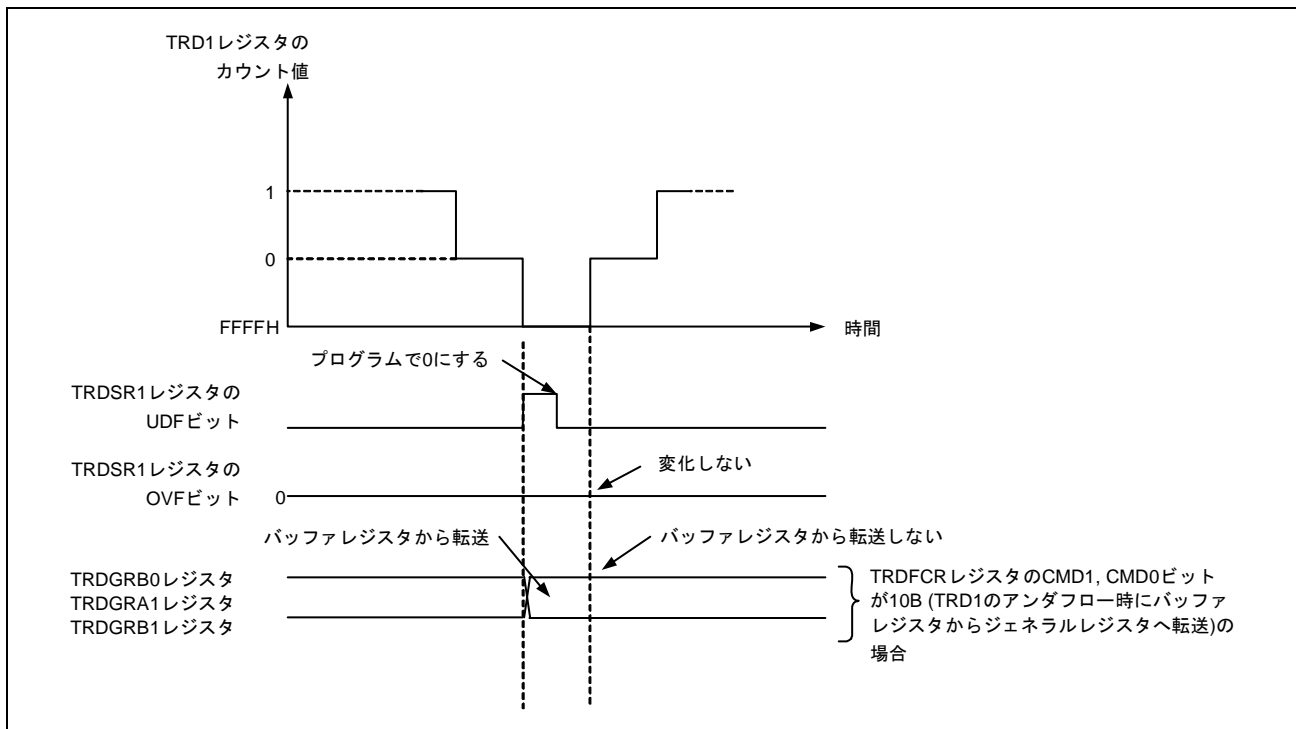 TRD1レジスタの
カウント値
1
0
FFFFH
時間
プログラムで0にする
TRDSR1レジスタの
UDFビット
変化しない
TRDSR1レジスタの
OVFビット
0
バッファレジスタから転送
バッファレジスタから転送しない
TRDGRB0レジスタ
TRDGRA1レジスタ
TRDGRB1レジスタ
TRDFCRレジスタのCMD1, CMD0ビット
が10B (TRD1のアンダフロー時にバッファ
レジスタからジェネラルレジスタへ転送)の
場合